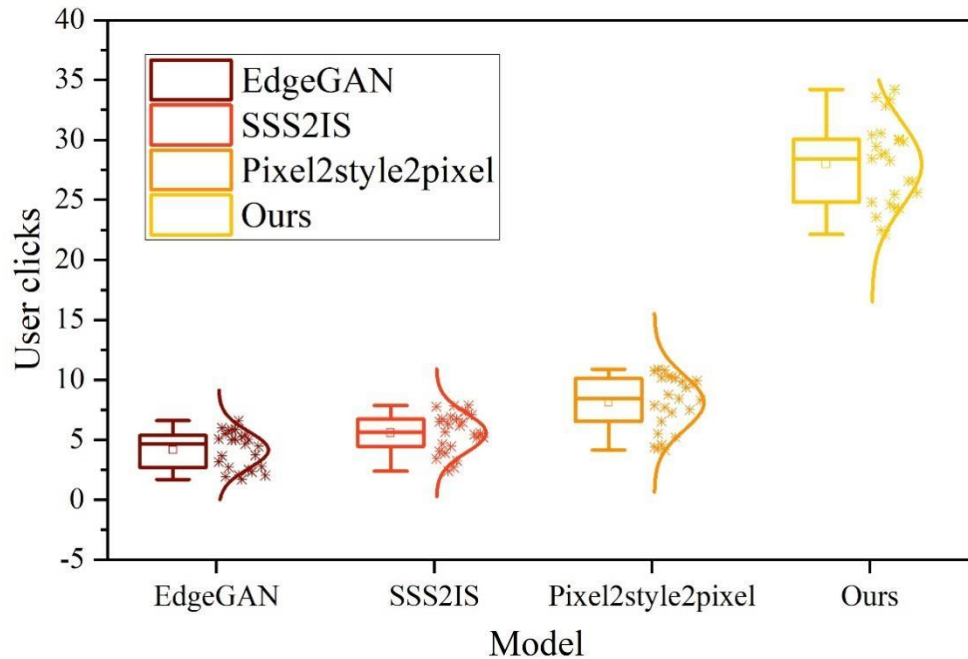 40
35
30
25
20
15
10
5
0
-5
User clicks
EdgeGAN
SSS2IS
Pixel2style2pixel
Ours
EdgeGAN
SSS2IS
Pixel2style2pixel
Ours
Model